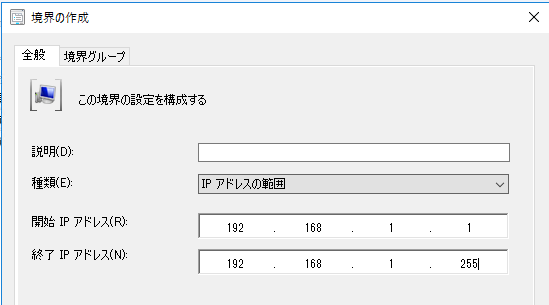 境界の作成
全般 境界グループ
この境界の設定を構成する
説明(D):
種類(E): IP アドレスの範囲
開始 IP アドレス(R): 192 . 168 . 1 . 1
終了 IP アドレス(N): 192 . 168 . 1 . 255